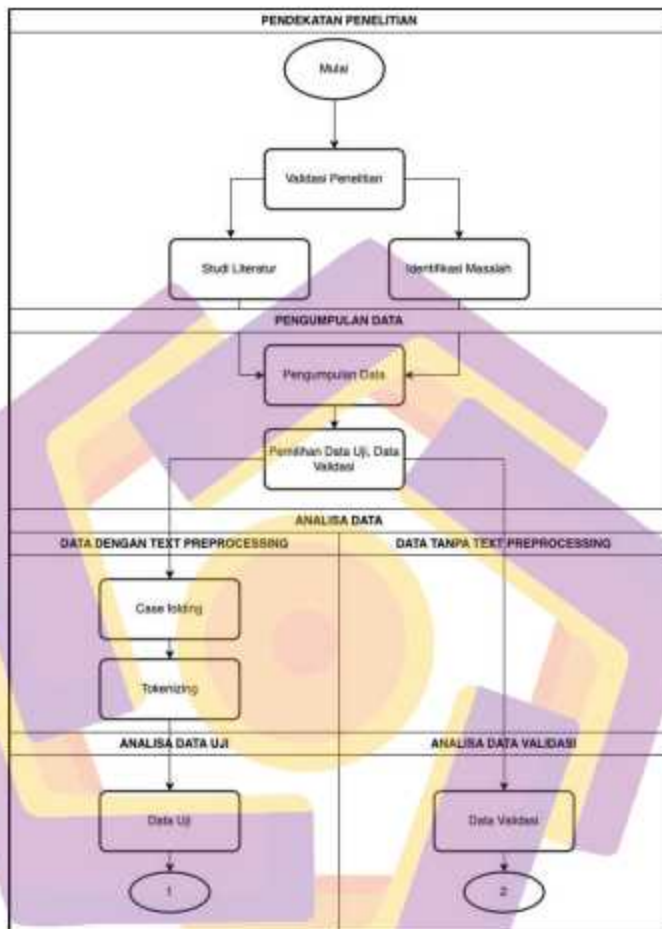 PENDEKATAN PENELITIAN
Mulai
Validasi Penelitian
Studi Literatur
Identifikasi Masalah
PENGUMPULAN DATA
Pengumpulan Data
Pemilihan Data Uji, Data
Validasi
ANALISA DATA
DATA DENGAN TEXT PREPROCESSING
DATA TANPA TEXT PREPROCESSING
Case folding
Tokenizing
ANALISA DATA UJI
ANALISA DATA VALIDASI
Data Uji
Data Validasi
1
2